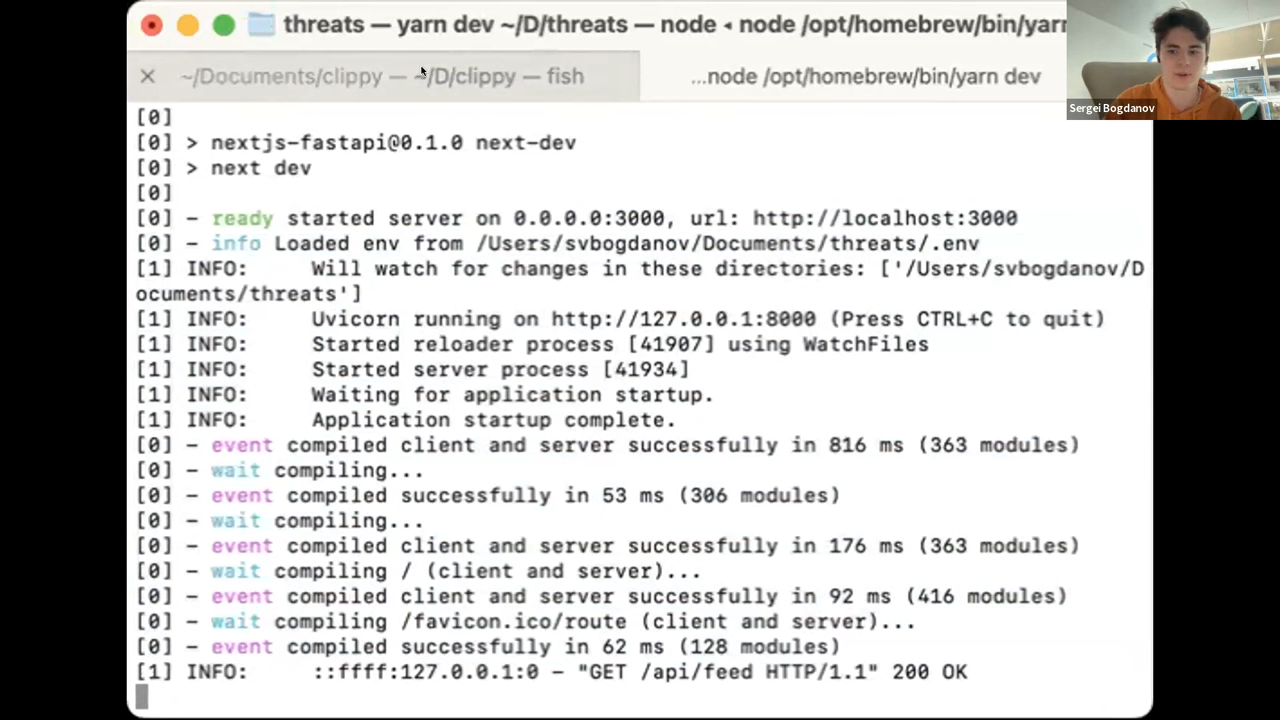 threats — yarn dev ~/D/threats — node ◂ node /opt/homebrew/bin/yarn
~/Documents/clippy — ~/D/clippy — fish
...node /opt/homebrew/bin/yarn dev
Sergei Bogdanov
[0]
[0] > nextjs-fastapi@0.1.0 next-dev
[0] > next dev
[0]
[0] - ready started server on 0.0.0.0:3000, url: http://localhost:3000
[0] - info Loaded env from /Users/svbogdanov/Documents/threats/.env
[1] INFO:     Will watch for changes in these directories: ['/Users/svbogdanov/D
ocuments/threats']
[1] INFO:     Uvicorn running on http://127.0.0.1:8000 (Press CTRL+C to quit)
[1] INFO:     Started reloader process [41907] using WatchFiles
[1] INFO:     Started server process [41934]
[1] INFO:     Waiting for application startup.
[1] INFO:     Application startup complete.
[0] - event compiled client and server successfully in 816 ms (363 modules)
[0] - wait compiling...
[0] - event compiled successfully in 53 ms (306 modules)
[0] - wait compiling...
[0] - event compiled client and server successfully in 176 ms (363 modules)
[0] - wait compiling / (client and server)...
[0] - event compiled client and server successfully in 92 ms (416 modules)
[0] - wait compiling /favicon.ico/route (client and server)...
[0] - event compiled successfully in 62 ms (128 modules)
[1] INFO:     ::ffff:127.0.0.1:0 - "GET /api/feed HTTP/1.1" 200 OK